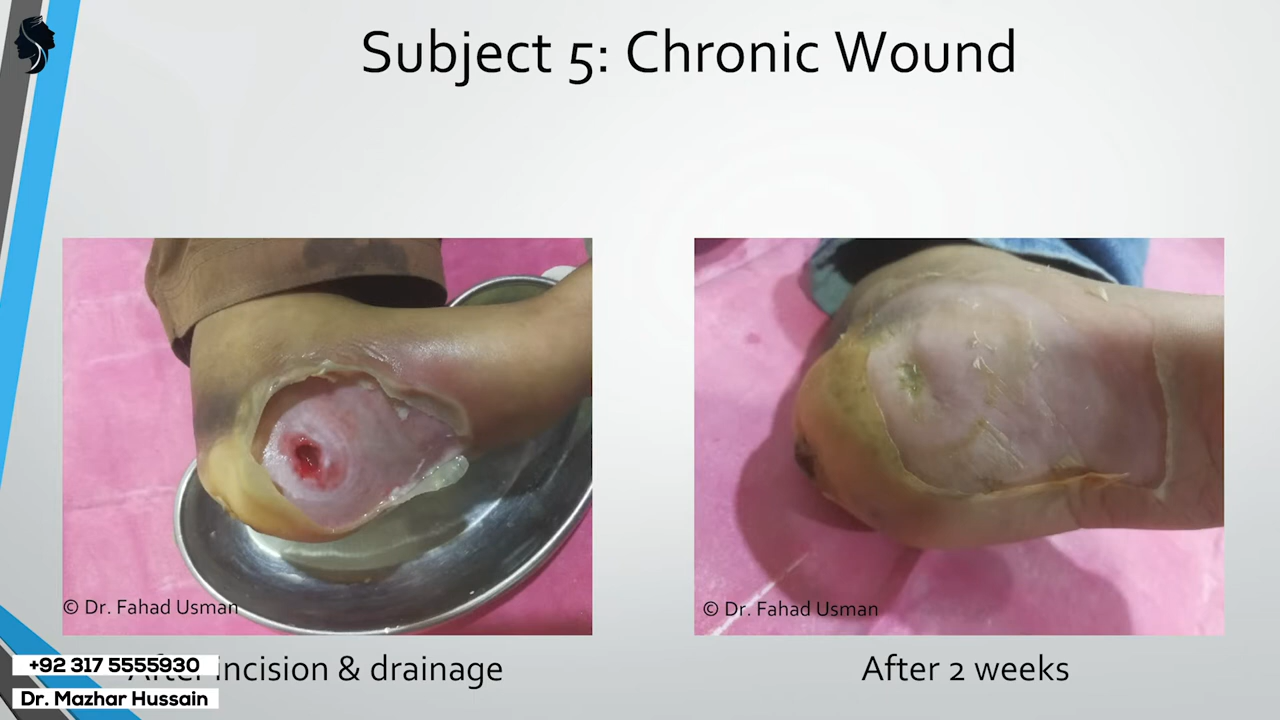 Subject 5: Chronic Wound
© Dr. Fahad Usman
© Dr. Fahad Usman
After incision & drainage
After 2 weeks
+92 317 5555930
Dr. Mazhar Hussain